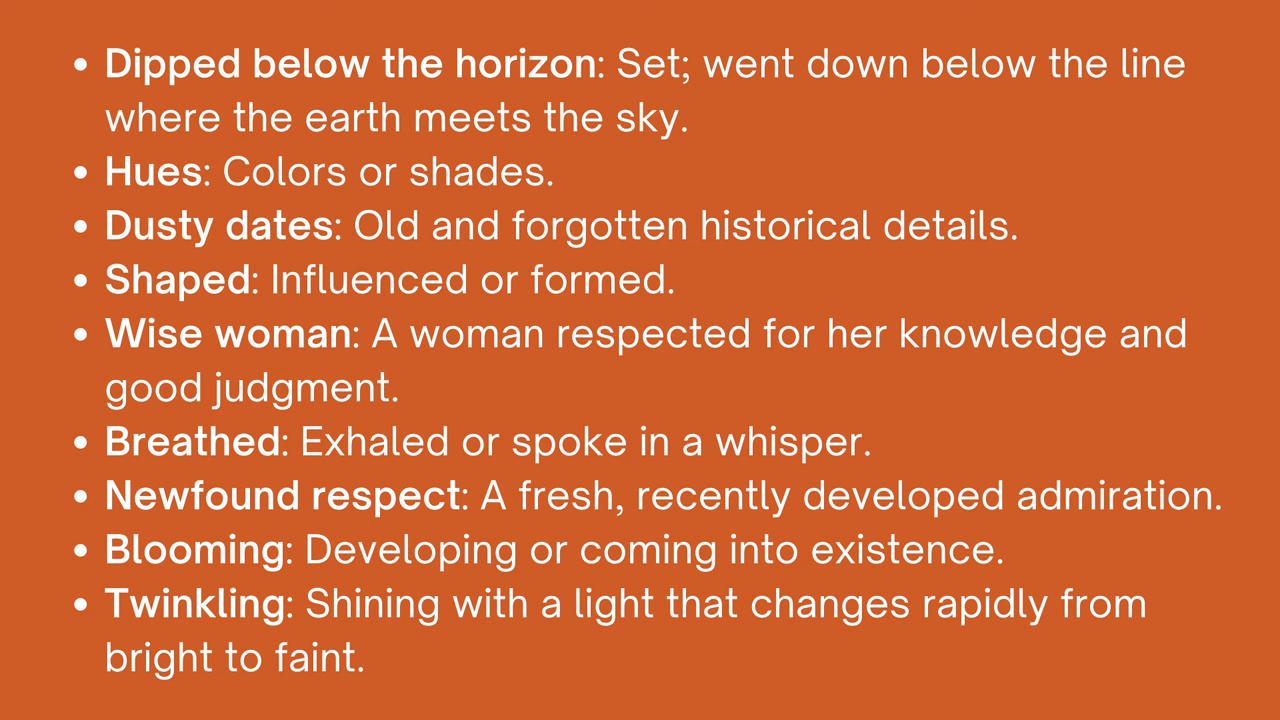 • Dipped below the horizon: Set; went down below the line
where the earth meets the sky.
• Hues: Colors or shades.
• Dusty dates: Old and forgotten historical details.
• Shaped: Influenced or formed.
• Wise woman: A woman respected for her knowledge and
good judgment.
• Breathed: Exhaled or spoke in a whisper.
• Newfound respect: A fresh, recently developed admiration.
• Blooming: Developing or coming into existence.
• Twinkling: Shining with a light that changes rapidly from
bright to faint.